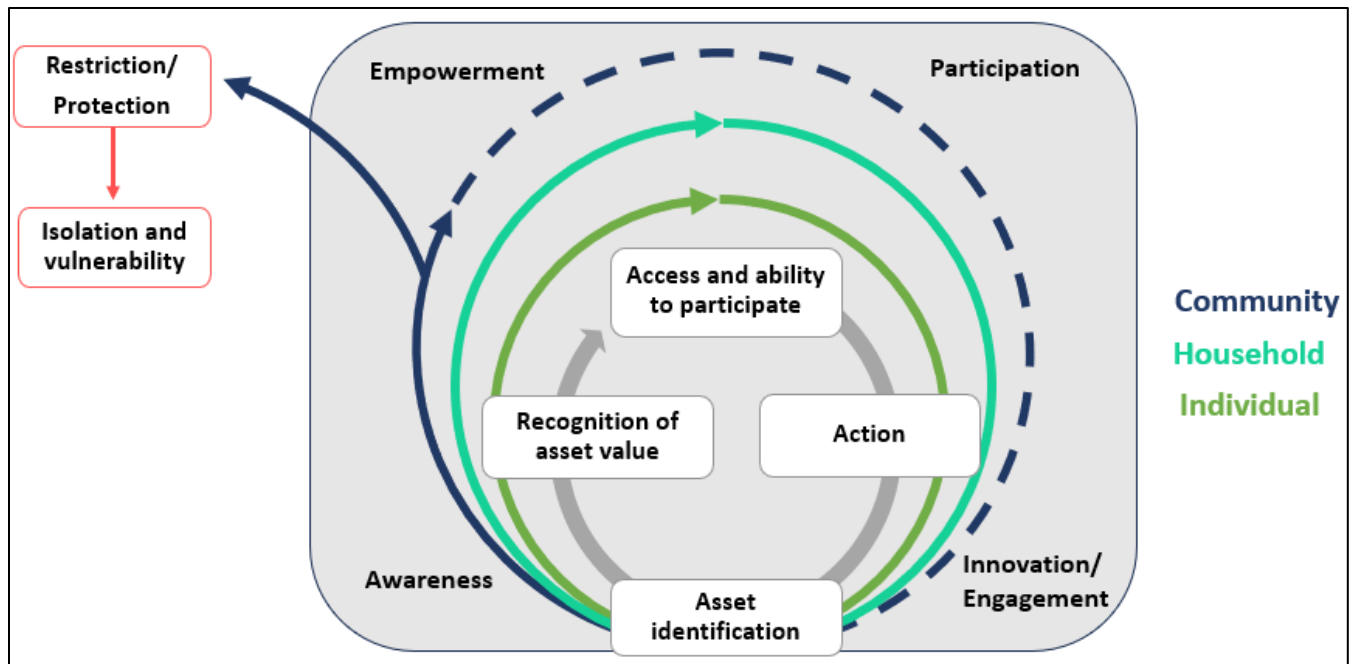 Restriction/
Protection
Isolation and
vulnerability
Empowerment
Participation
Access and ability
to participate
Recognition of
asset value
Action
Awareness
Asset
identification
Innovation/
Engagement
Community
Household
Individual